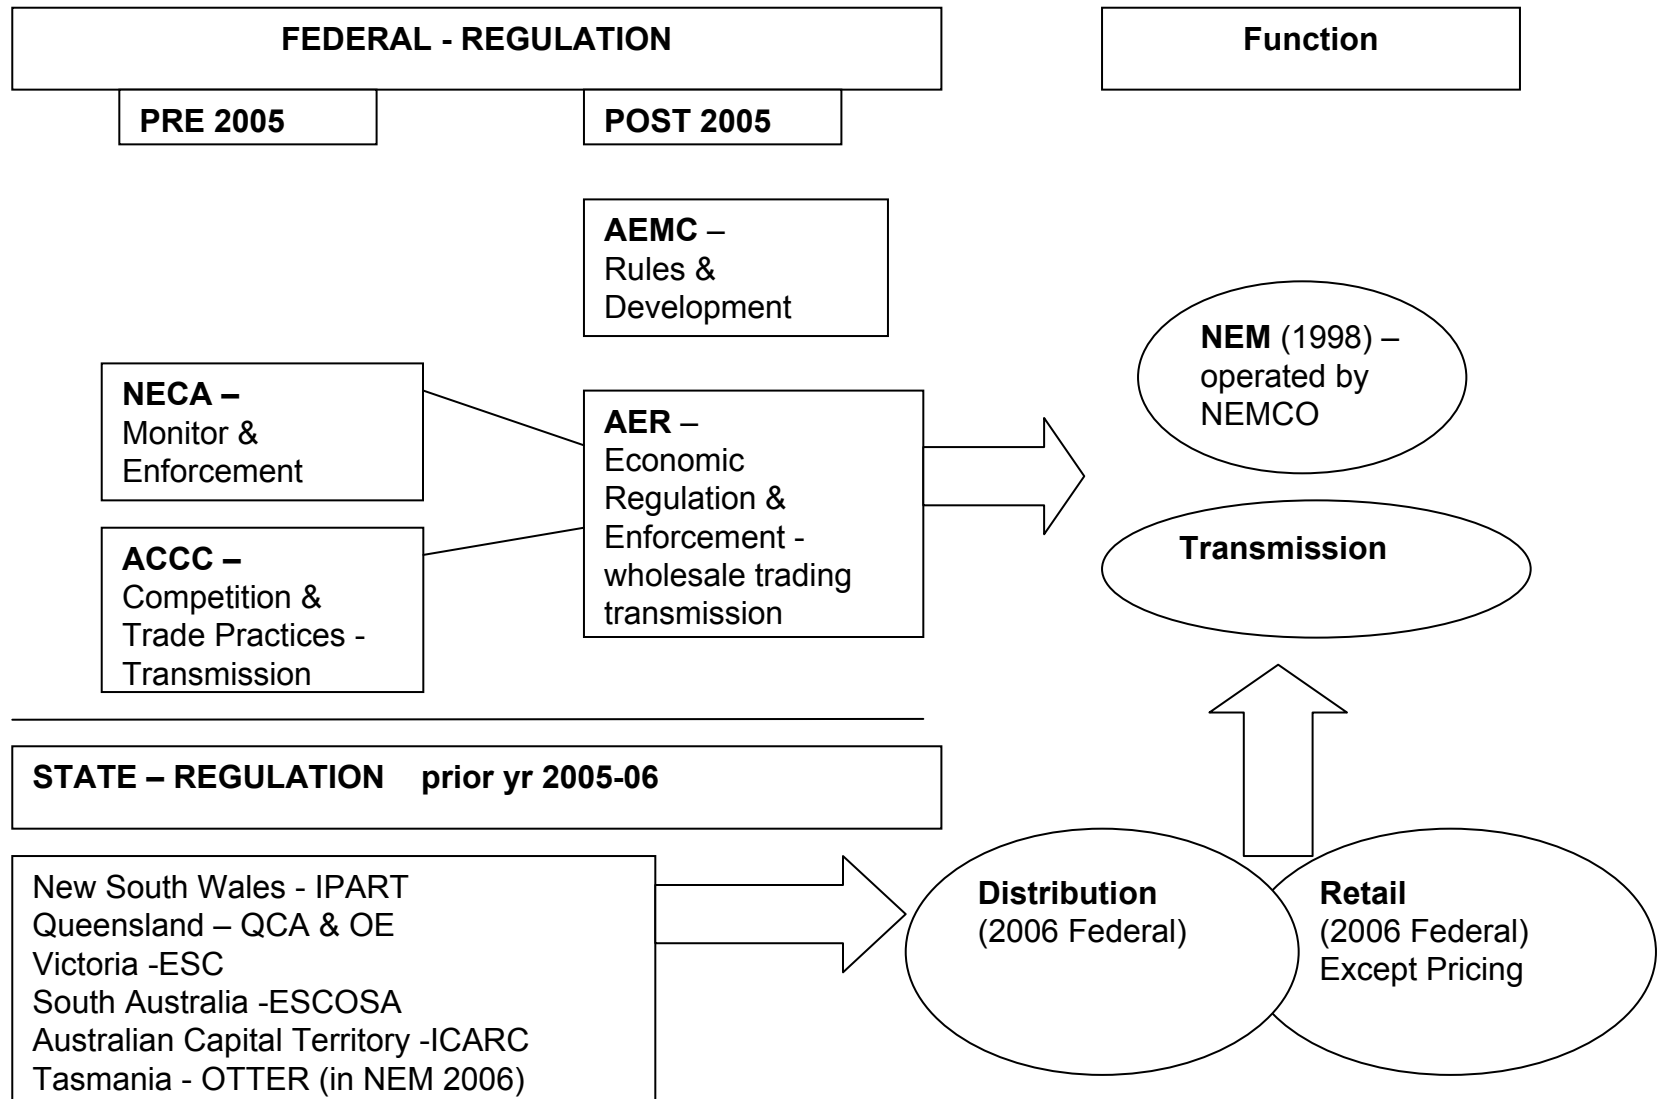 FEDERAL - REGULATION
Function
PRE 2005
POST 2005
AEMC –
Rules &
Development
NECA –
Monitor &
Enforcement
AER –
Economic
Regulation &
Enforcement -
wholesale trading
transmission
ACCC –
Competition &
Trade Practices -
Transmission
NEM (1998) –
operated by
NEMCO
Transmission
STATE – REGULATION prior yr 2005-06
New South Wales - IPART
Queensland – QCA & OE
Victoria -ESC
South Australia -ESCOSA
Australian Capital Territory -ICARC
Tasmania - OTTER (in NEM 2006)
Distribution
(2006 Federal)
Retail
(2006 Federal)
Except Pricing